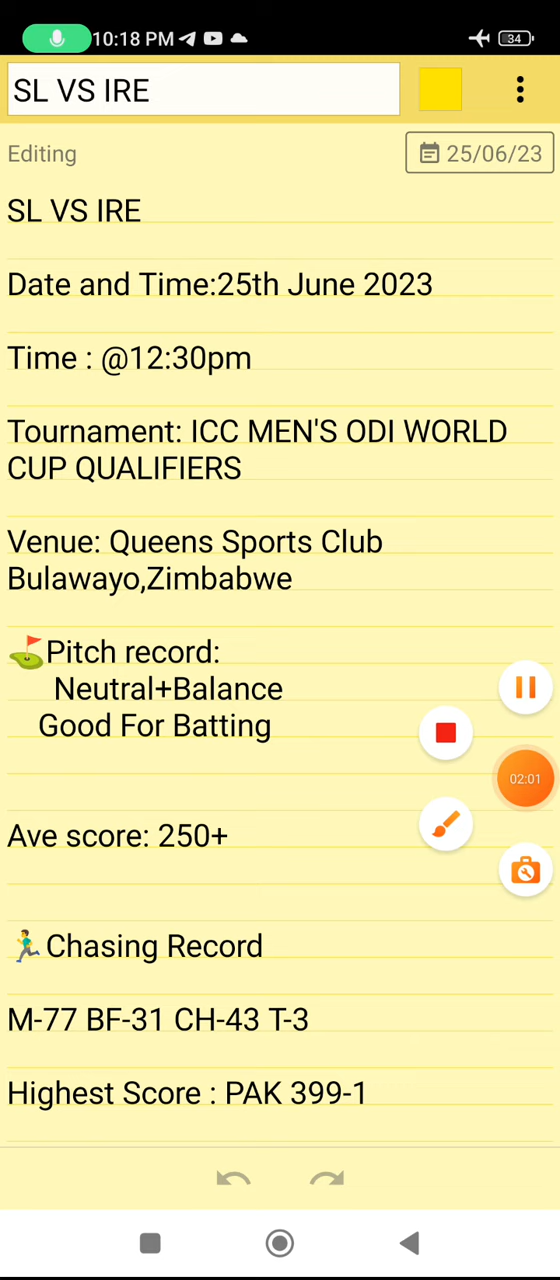 10:18 PM
34
SL VS IRE
Editing
25/06/23
SL VS IRE
Date and Time:25th June 2023
Time : @12:30pm
Tournament: ICC MEN'S ODI WORLD
CUP QUALIFIERS
Venue: Queens Sports Club
Bulawayo,Zimbabwe
⛳Pitch record:
Neutral+Balance
Good For Batting
02:01
Ave score: 250+
🏃‍♂️Chasing Record
M-77 BF-31 CH-43 T-3
Highest Score : PAK 399-1